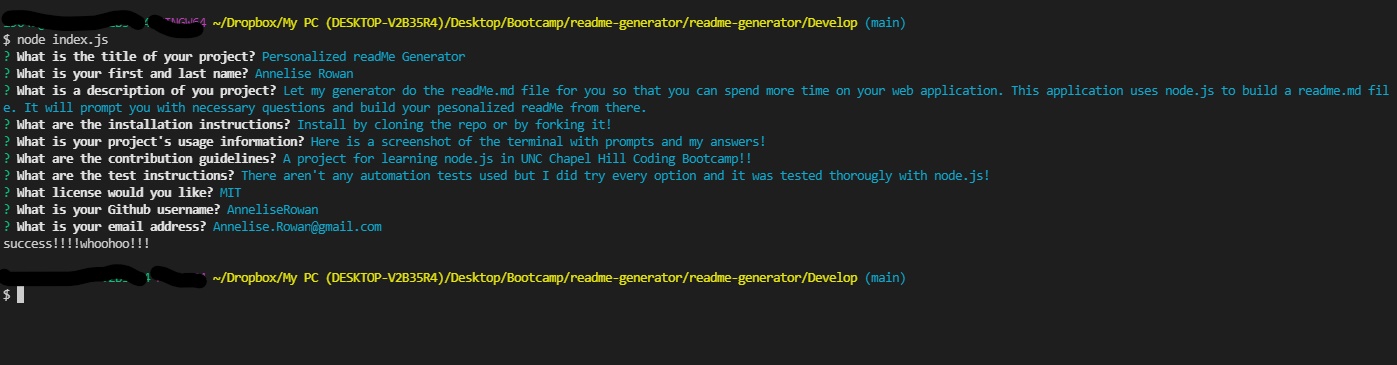 ~/Dropbox/My PC (DESKTOP-V2B35R4)/Desktop/Bootcamp/readme-generator/readme-generator/Develop (main)
$ node index.js
? What is the title of your project? Personalized readMe Generator
? What is your first and last name? Annelise Rowan
? What is a description of you project? Let my generator do the readMe.md file for you so that you can spend more time on your web application. This application uses node.js to build a readme.md fil
e. It will prompt you with necessary questions and build your pesonalized readMe from there.
? What are the installation instructions? Install by cloning the repo or by forking it!
? What is your project's usage information? Here is a screenshot of the terminal with prompts and my answers!
? What are the contribution guidelines? A project for learning node.js in UNC Chapel Hill Coding Bootcamp!!
? What are the test instructions? There aren't any automation tests used but I did try every option and it was tested thorougly with node.js!
? What license would you like? MIT
? What is your Github username? AnneliseRowan
? What is your email address? Annelise.Rowan@gmail.com
success!!!!whoohoo!!!
~/Dropbox/My PC (DESKTOP-V2B35R4)/Desktop/Bootcamp/readme-generator/readme-generator/Develop (main)
$